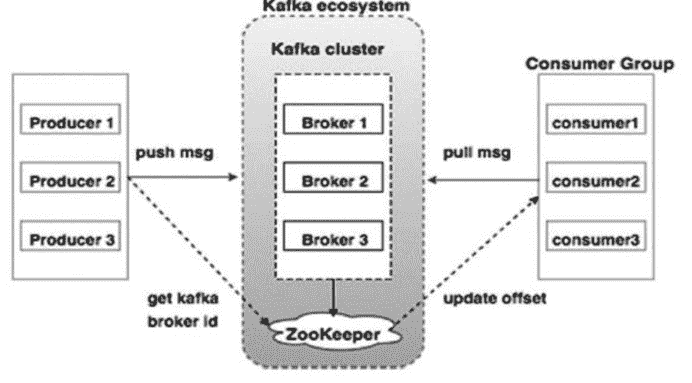 Kafka ecosystem
Kafka cluster
Consumer Group
Producer 1
Broker 1
consumer1
push msg
pull msg
Producer 2
Broker 2
consumer2
Producer 3
Broker 3
consumer3
get kafka
broker id
update offset
ZooKeeper